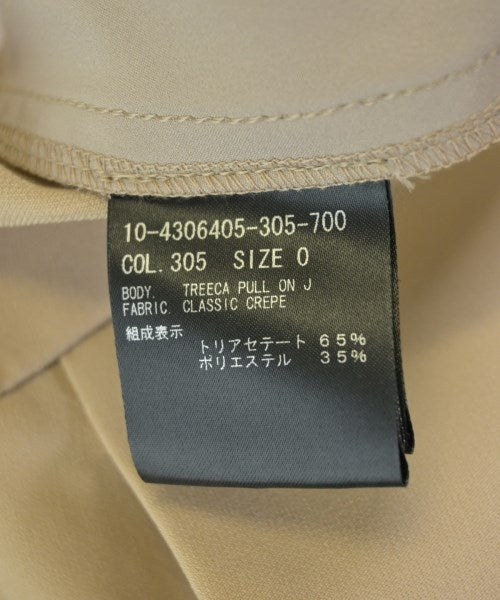 10-4306405-305-700
COL. 305 SIZE 0
BODY. TREECA PULL ON J
FABRIC. CLASSIC CREPE
組成表示
トリアセテート 65%
ポリエステル 35%